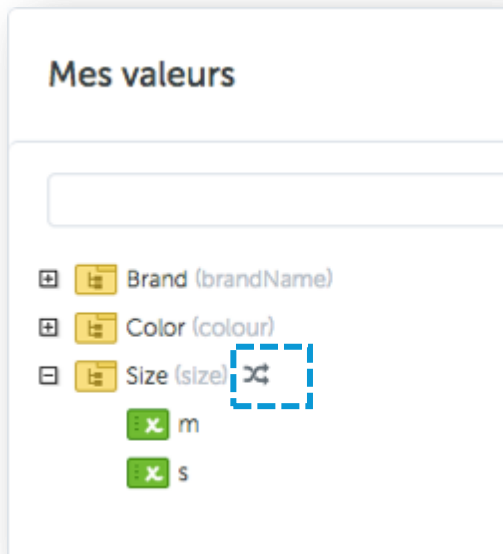 Mes valeurs
Brand (brandName)
Color (colour)
Size (size)
m
s